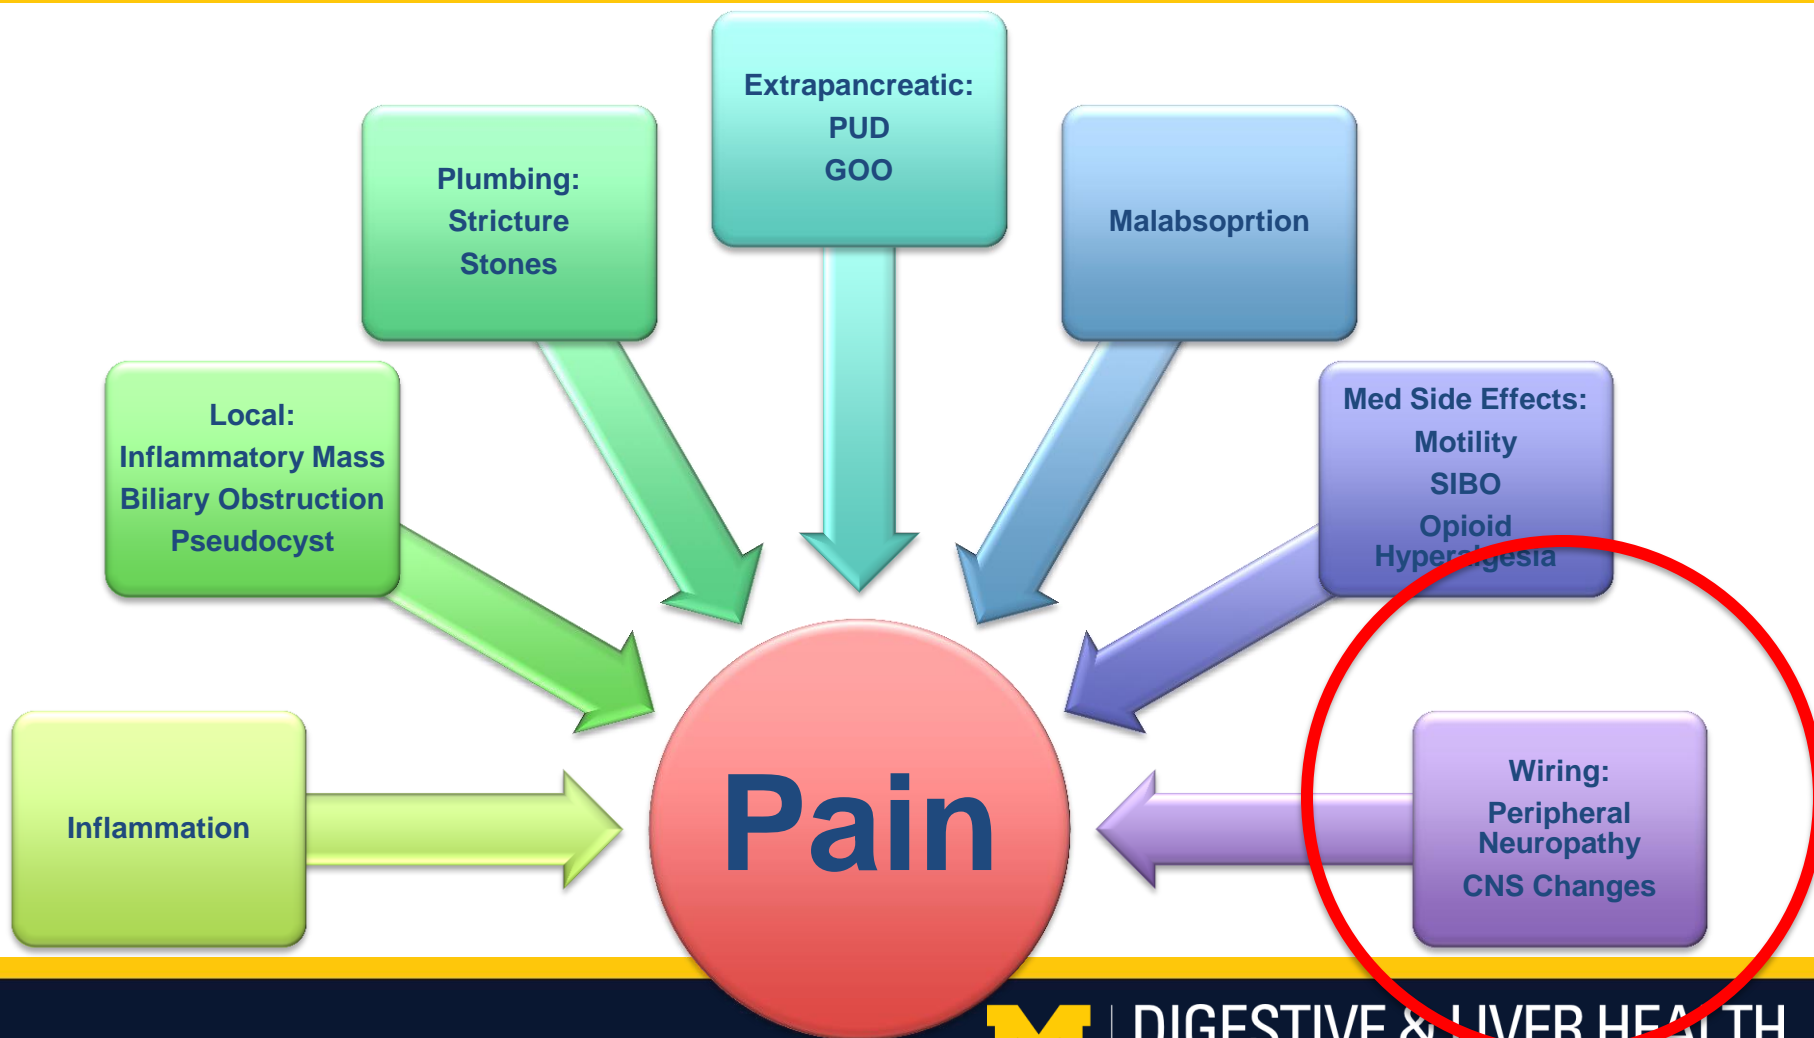 Extrapancreatic:
PUD
GOO
Plumbing:
Stricture
Stones
Malabsoprtion
Local:
Inflammatory Mass
Biliary Obstruction
Pseudocyst
Med Side Effects:
Motility
SIBO
Opioid
Hyperalgesia
Inflammation
Pain
Wiring:
Peripheral
Neuropathy
CNS Changes
M | DIGESTIVE & LIVER HEALTH